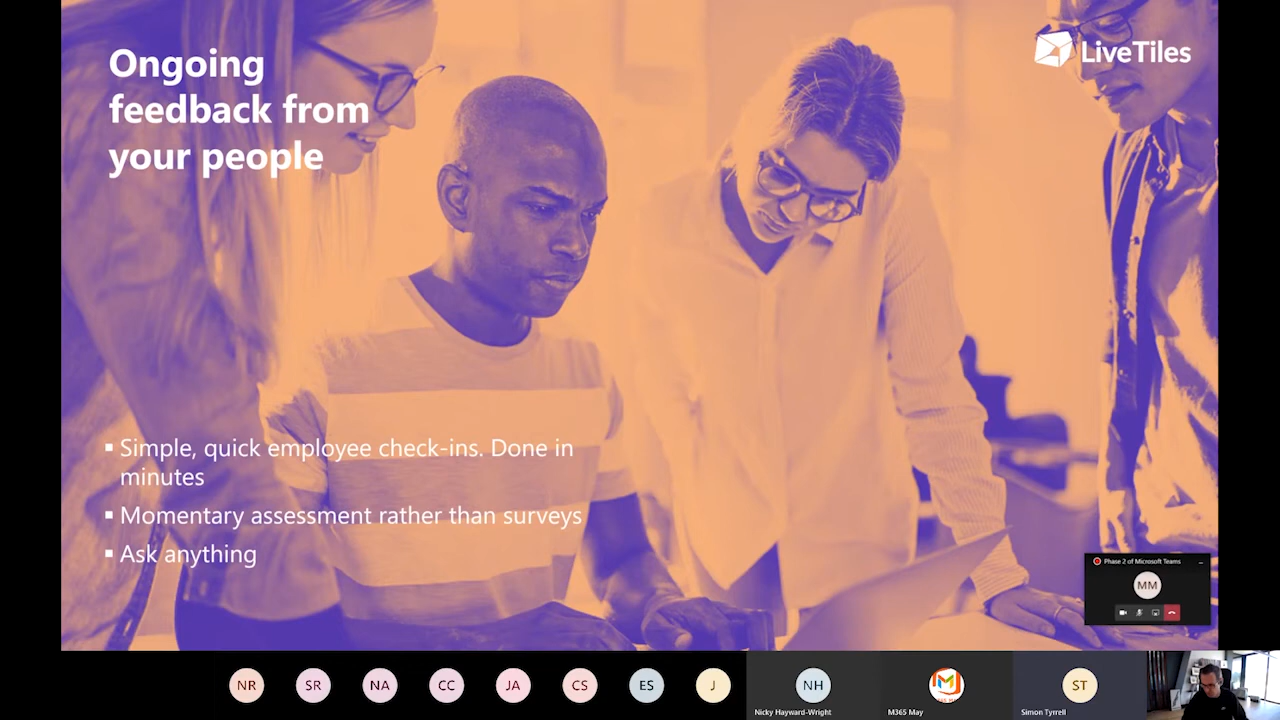 Ongoing
feedback from
your people
LiveTiles
▪ Simple, quick employee check-ins. Done in
minutes
▪ Momentary assessment rather than surveys
▪ Ask anything
Phase 2 of Microsoft Teams
MM
NR
SR
NA
CC
JA
CS
ES
J
NH
ST
Nicky Hayward-Wright
M365 May
Simon Tyrrell